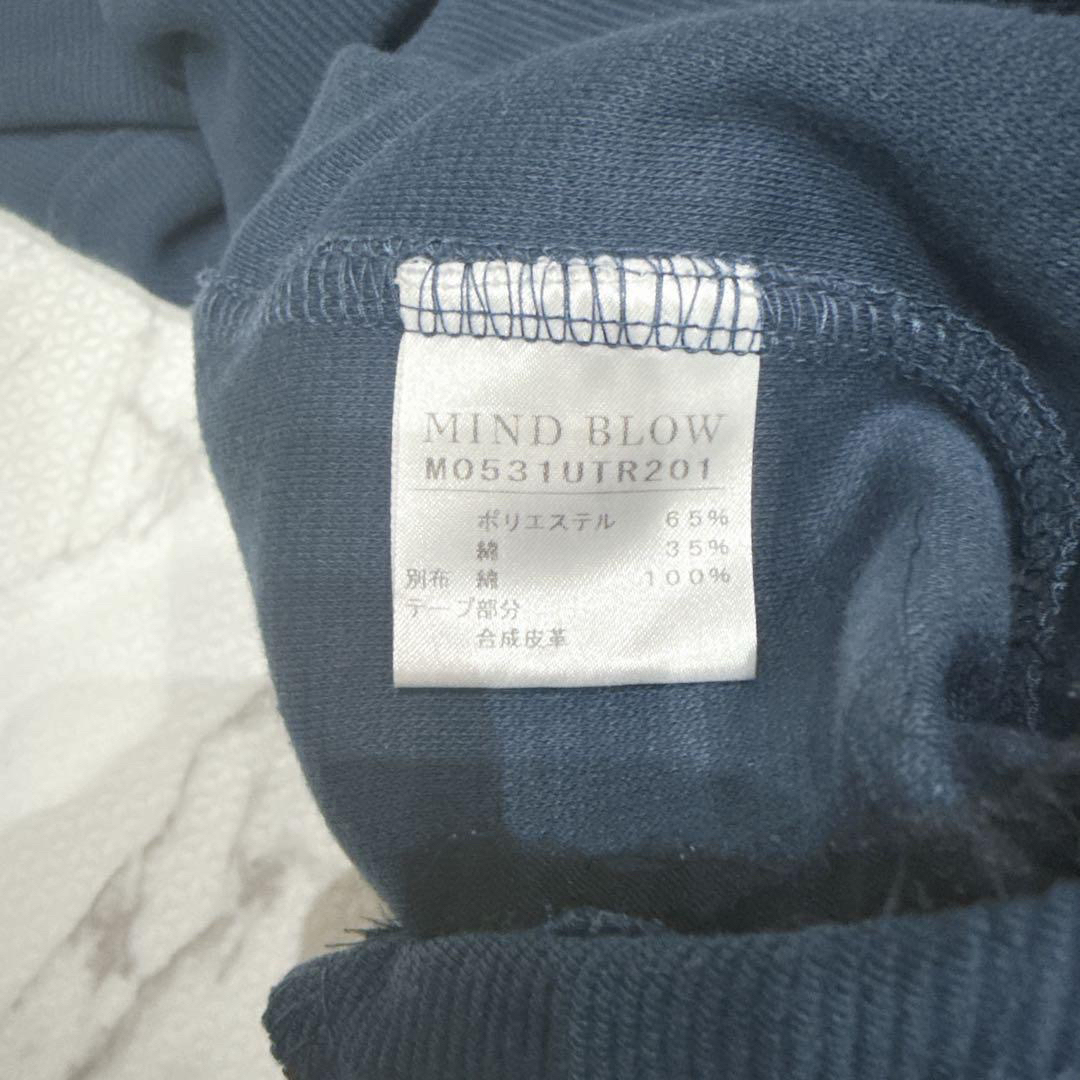 MIND BLOW
M0531UTR201
ポリエステル 65%
綿 35%
別布 綿 100%
テープ部分
合成皮革